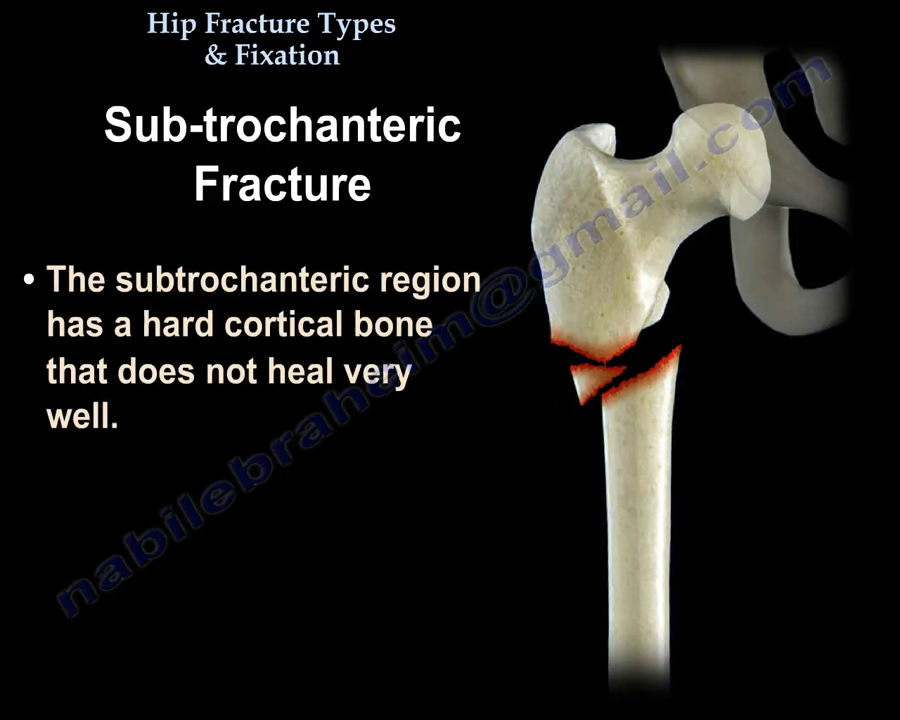 Hip Fracture Types
& Fixation
Sub-trochanteric
Fracture
• The subtrochanteric region
has a hard cortical bone
that does not heal very
well.
nabilebraheim@gmail.com